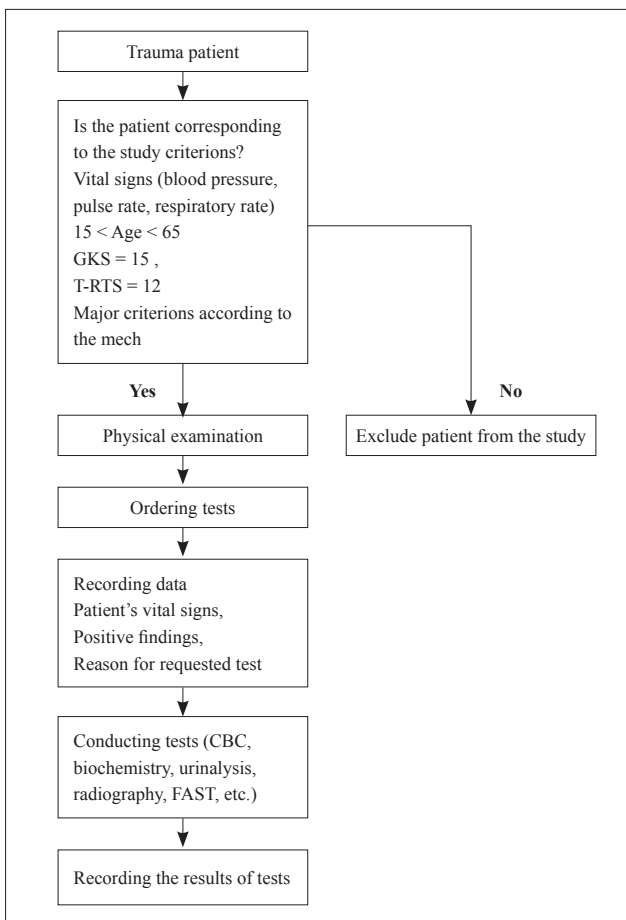 Trauma patient
Is the patient corresponding
to the study criterions?
Vital signs (blood pressure,
pulse rate, respiratory rate)
15 < Age < 65
GKS = 15 ,
T-RTS = 12
Major criterions according to
the mech
Yes
No
Physical examination
Exclude patient from the study
Ordering tests
Recording data
Patient’s vital signs,
Positive findings,
Reason for requested test
Conducting tests (CBC,
biochemistry, urinalysis,
radiography, FAST, etc.)
Recording the results of tests